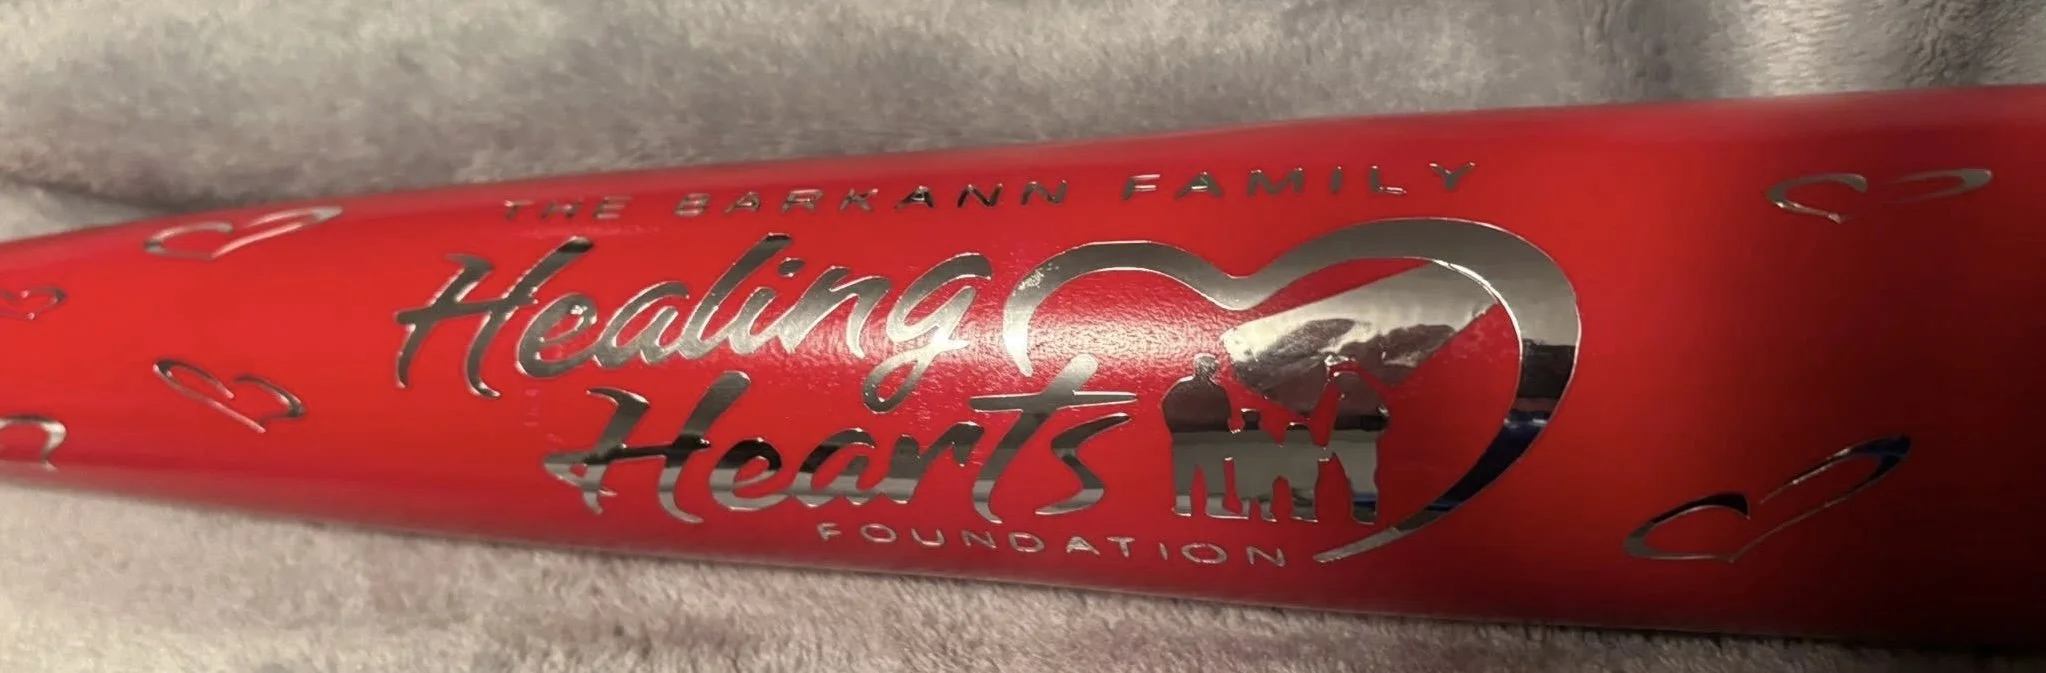 THE BARKANN FAMILY
Healing
Hearts
FOUNDATION